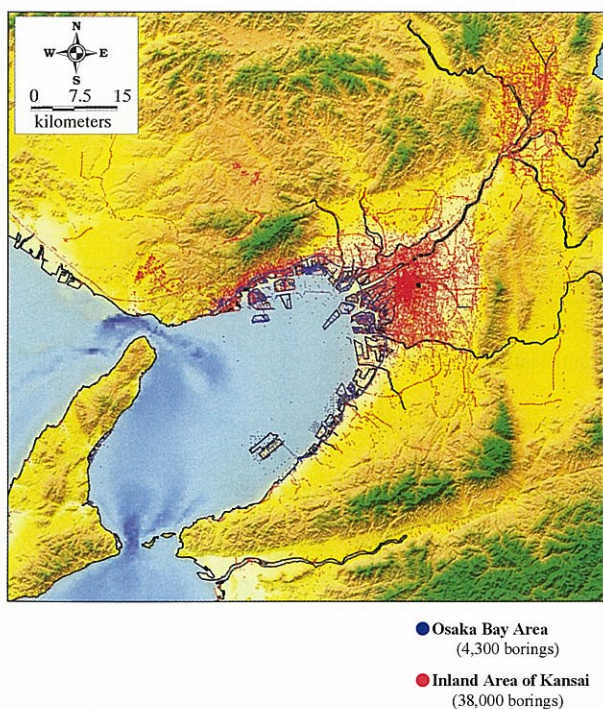 N
W E
S
0 7.5 15
kilometers
Osaka Bay Area
(4,300 borings)
Inland Area of Kansai
(38,000 borings)